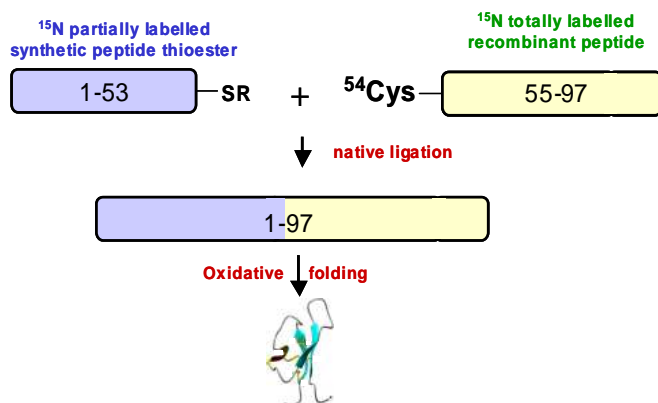 ¹⁵N partially labelled
synthetic peptide thioester
¹⁵N totally labelled
recombinant peptide
1-53
SR
+
⁵⁴Cys
55-97
native ligation
1-97
Oxidative folding